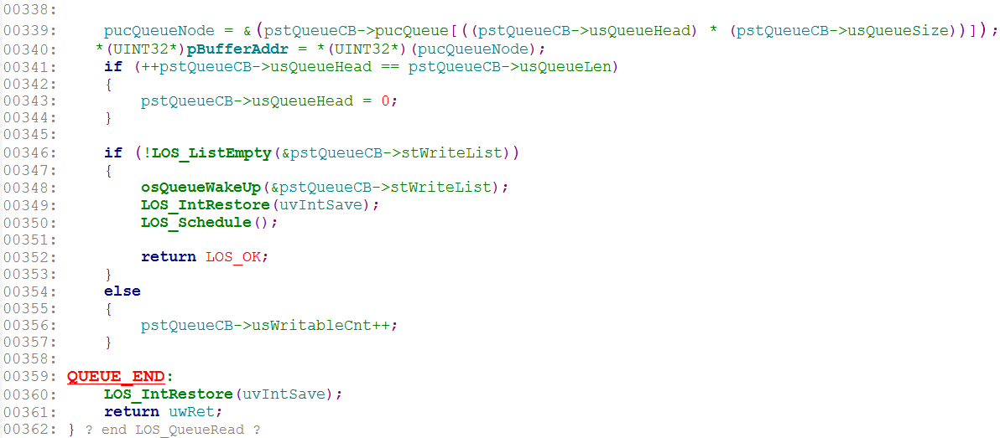 00338:
00339:     pucQueueNode = &(pstQueueCB->pucQueue[((pstQueueCB->usQueueHead) * (pstQueueCB->usQueueSize))]);
00340:    *(UINT32*)pBufferAddr = *(UINT32*)(pucQueueNode);
00341:     if (++pstQueueCB->usQueueHead == pstQueueCB->usQueueLen)
00342:     {
00343:         pstQueueCB->usQueueHead = 0;
00344:     }
00345:
00346:     if (!LOS_ListEmpty(&pstQueueCB->stWriteList))
00347:     {
00348:         osQueueWakeUp(&pstQueueCB->stWriteList);
00349:         LOS_IntRestore(uvIntSave);
00350:         LOS_Schedule();
00351:
00352:         return LOS_OK;
00353:     }
00354:     else
00355:     {
00356:         pstQueueCB->usWritableCnt++;
00357:     }
00358:
00359: QUEUE_END:
00360:     LOS_IntRestore(uvIntSave);
00361:     return uwRet;
00362: } ? end LOS_QueueRead ?